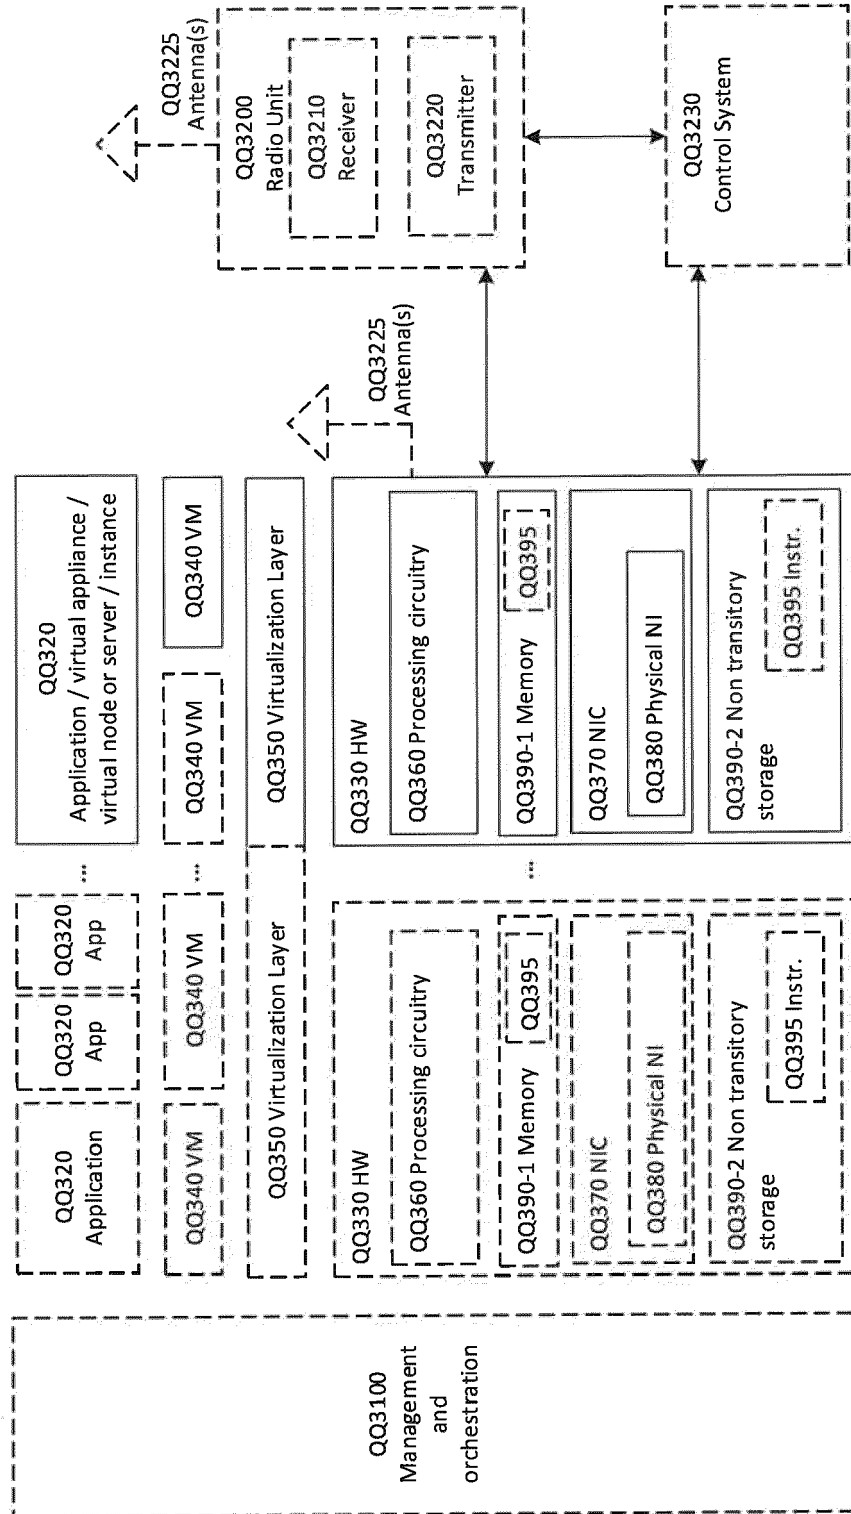 QQ3100
Management
and
orchestration
QQ320
Application
QQ320
App
QQ320
App
...
QQ320
Application / virtual appliance /
virtual node or server / instance
QQ340 VM
QQ340 VM
...
QQ340 VM
QQ340 VM
QQ350 Virtualization Layer
QQ350 Virtualization Layer
QQ330 HW
QQ360 Processing circuitry
QQ390-1 Memory
QQ395
QQ370 NIC
QQ380 Physical NI
QQ390-2 Non transitory
storage
QQ395 Instr.
...
QQ330 HW
QQ360 Processing circuitry
QQ390-1 Memory
QQ395
QQ370 NIC
QQ380 Physical NI
QQ390-2 Non transitory
storage
QQ395 Instr.
QQ3225
Antenna(s)
QQ3225
Antenna(s)
QQ3200
Radio Unit
QQ3210
Receiver
QQ3220
Transmitter
QQ3230
Control System